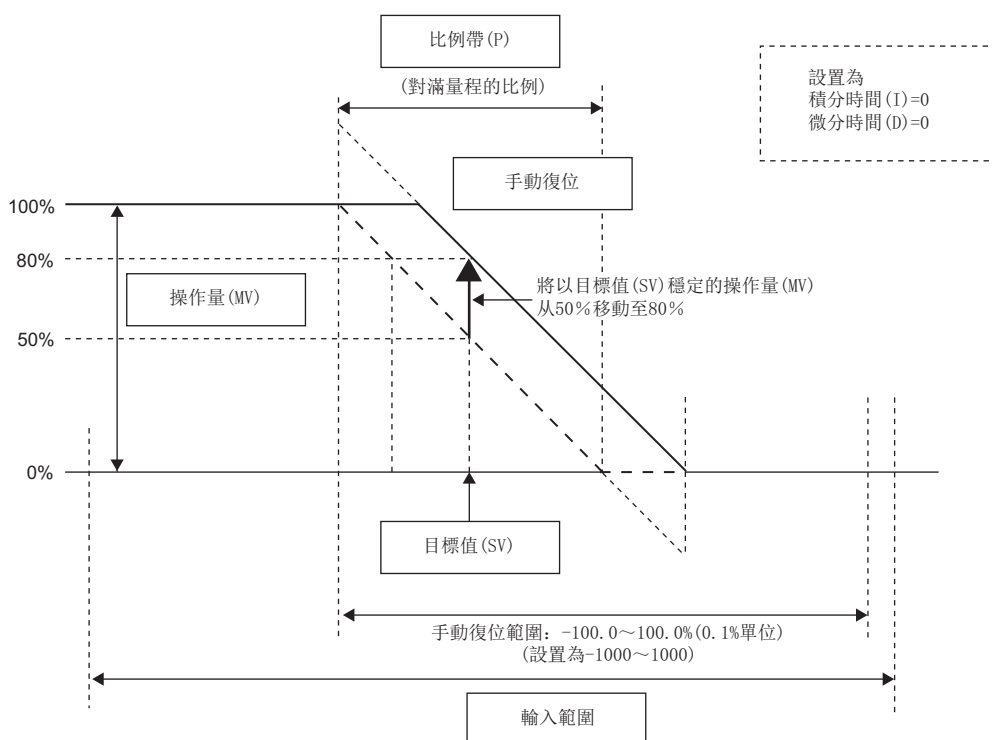 比例帶(P)
(對滿量程的比例)
設置為
積分時間(I)=0
微分時間(D)=0
手動復位
100%
80%
操作量(MV)
將以目標值(SV)穩定的操作量(MV)
从50%移動至80%
50%
0%
目標值(SV)
手動復位範圍：-100.0～100.0%(0.1%單位)
(設置為-1000～1000)
輸入範圍